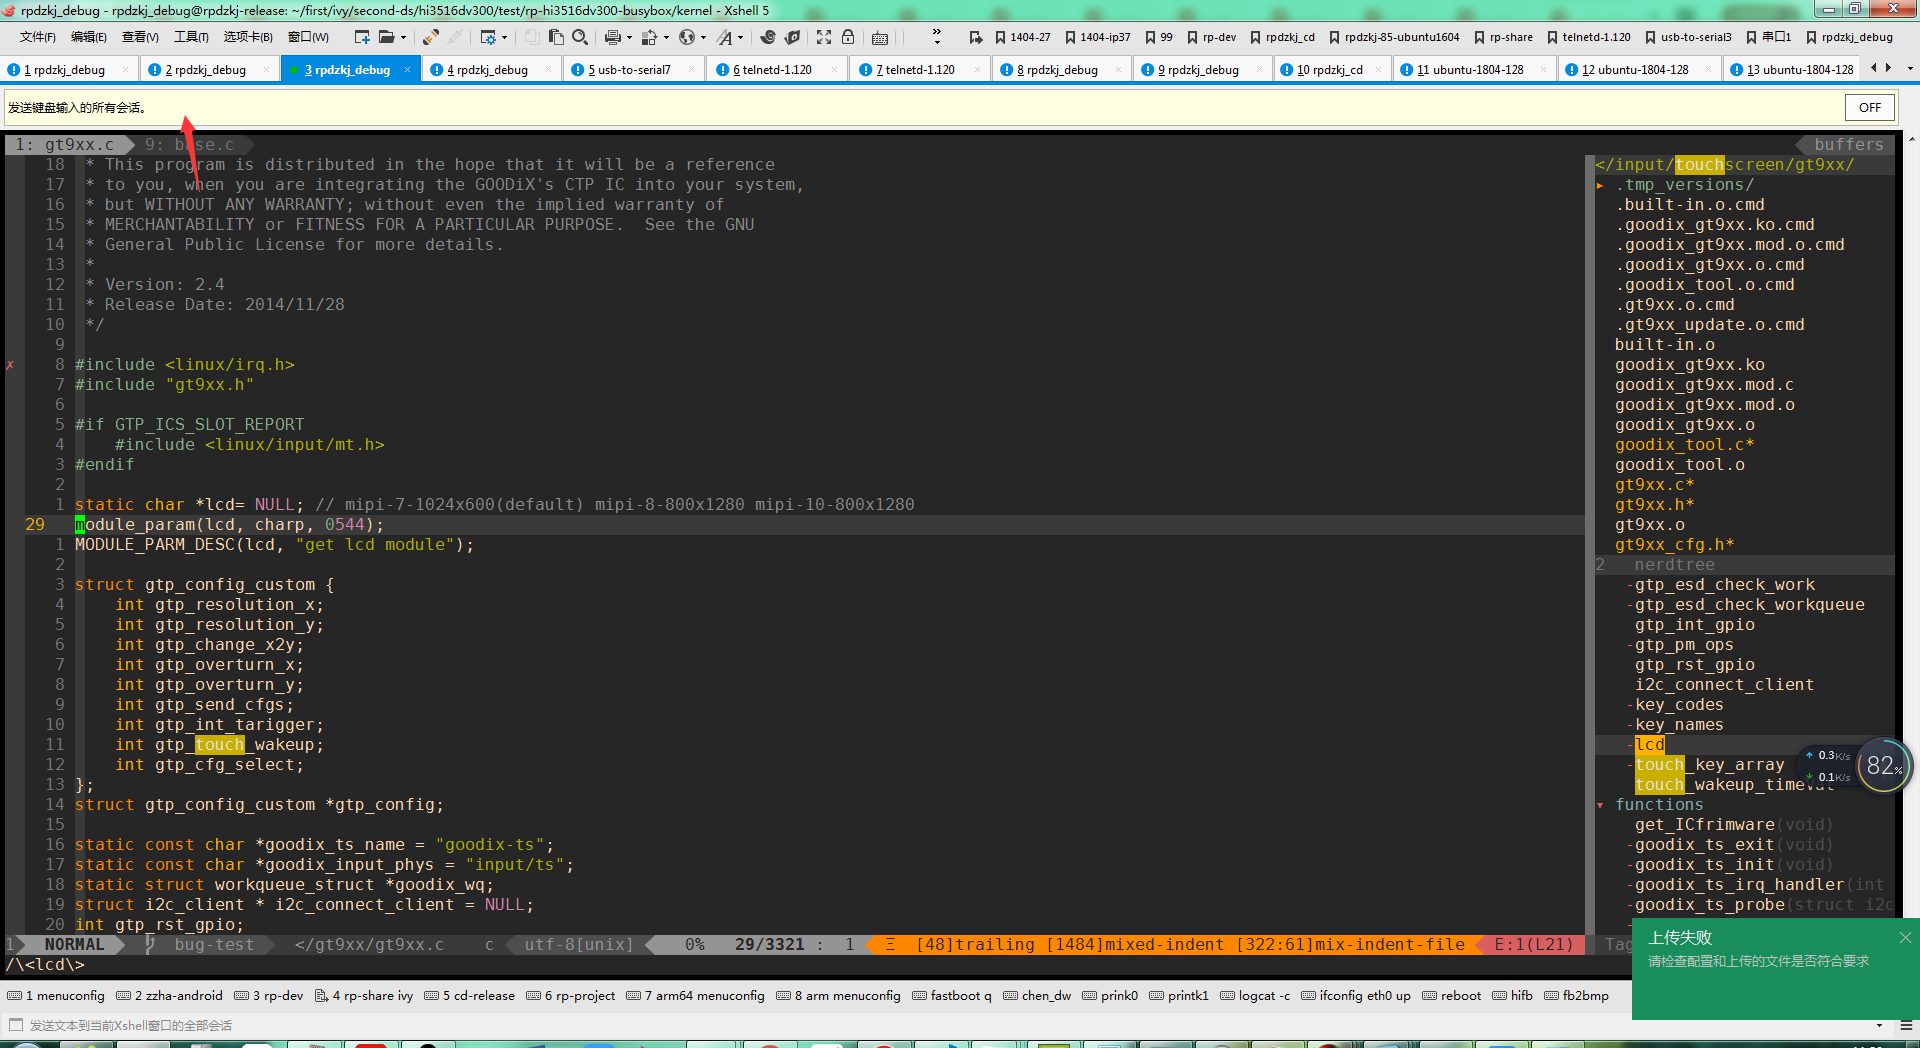 rpdzkj_debug - rpdzkj_debug@rpdzkj-release: ~/first/ivy/second-ds/hi3516dv300/test/rp-hi3516dv300-busybox/kernel - Xshell 5
文件(F) 编辑(E) 查看(V) 工具(T) 选项卡(B) 窗口(W) 1404-27 1404-ip37 99 rp-dev rpdzkj_cd rpdzkj-85-ubuntu1604 rp-share telnetd-1.120 usb-to-serial3 串口1 rpdzkj_debug
1 rpdzkj_debug 2 rpdzkj_debug 3 rpdzkj_debug 4 rpdzkj_debug 5 usb-to-serial7 6 telnetd-1.120 7 telnetd-1.120 8 rpdzkj_debug 9 rpdzkj_debug 10 rpdzkj_cd 11 ubuntu-1804-128 12 ubuntu-1804-128 13 ubuntu-1804-128
发送键盘输入的所有会话。 OFF
1: gt9xx.c 9: base.c buffers
18 * This program is distributed in the hope that it will be a reference
17 * to you, when you are integrating the GOODiX's CTP IC into your system,
16 * but WITHOUT ANY WARRANTY; without even the implied warranty of
15 * MERCHANTABILITY or FITNESS FOR A PARTICULAR PURPOSE.  See the GNU
14 * General Public License for more details.
13 *
12 * Version: 2.4
11 * Release Date: 2014/11/28
10 */
9
✗ 8 #include <linux/irq.h>
7 #include "gt9xx.h"
6
5 #if GTP_ICS_SLOT_REPORT
4     #include <linux/input/mt.h>
3 #endif
2
1 static char *lcd= NULL; // mipi-7-1024x600(default) mipi-8-800x1280 mipi-10-800x1280
29 module_param(lcd, charp, 0544);
1 MODULE_PARM_DESC(lcd, "get lcd module");
2
3 struct gtp_config_custom {
4     int gtp_resolution_x;
5     int gtp_resolution_y;
6     int gtp_change_x2y;
7     int gtp_overturn_x;
8     int gtp_overturn_y;
9     int gtp_send_cfgs;
10     int gtp_int_tarigger;
11     int gtp_touch_wakeup;
12     int gtp_cfg_select;
13 };
14 struct gtp_config_custom *gtp_config;
15
16 static const char *goodix_ts_name = "goodix-ts";
17 static const char *goodix_input_phys = "input/ts";
18 static struct workqueue_struct *goodix_wq;
19 struct i2c_client * i2c_connect_client = NULL;
20 int gtp_rst_gpio;
1 NORMAL bug-test </gt9xx/gt9xx.c c utf-8[unix] 0% 29/3321 : 1 Ξ [48]trailing [1484]mixed-indent [322:61]mix-indent-file E:1(L21)
/\<lcd\>
</input/touchscreen/gt9xx/
▸ .tmp_versions/
.built-in.o.cmd
.goodix_gt9xx.ko.cmd
.goodix_gt9xx.mod.o.cmd
.goodix_gt9xx.o.cmd
.goodix_tool.o.cmd
.gt9xx.o.cmd
.gt9xx_update.o.cmd
built-in.o
goodix_gt9xx.ko
goodix_gt9xx.mod.c
goodix_gt9xx.mod.o
goodix_gt9xx.o
goodix_tool.c*
goodix_tool.o
gt9xx.c*
gt9xx.h*
gt9xx.o
gt9xx_cfg.h*
2 nerdtree
-gtp_esd_check_work
-gtp_esd_check_workqueue
gtp_int_gpio
-gtp_pm_ops
gtp_rst_gpio
i2c_connect_client
-key_codes
-key_names
-lcd
-touch_key_array
touch_wakeup_timeval
▾ functions
get_ICfrimware(void)
-goodix_ts_exit(void)
-goodix_ts_init(void)
-goodix_ts_irq_handler(int
-goodix_ts_probe(struct i2c
Tag
0.3K/s
0.1K/s
82%
上传失败
请检查配置和上传的文件是否符合要求
1 menuconfig 2 zzha-android 3 rp-dev 4 rp-share ivy 5 cd-release 6 rp-project 7 arm64 menuconfig 8 arm menuconfig fastboot q chen_dw prink0 printk1 logcat -c ifconfig eth0 up reboot hifb fb2bmp
发送文本到当前Xshell窗口的全部会话